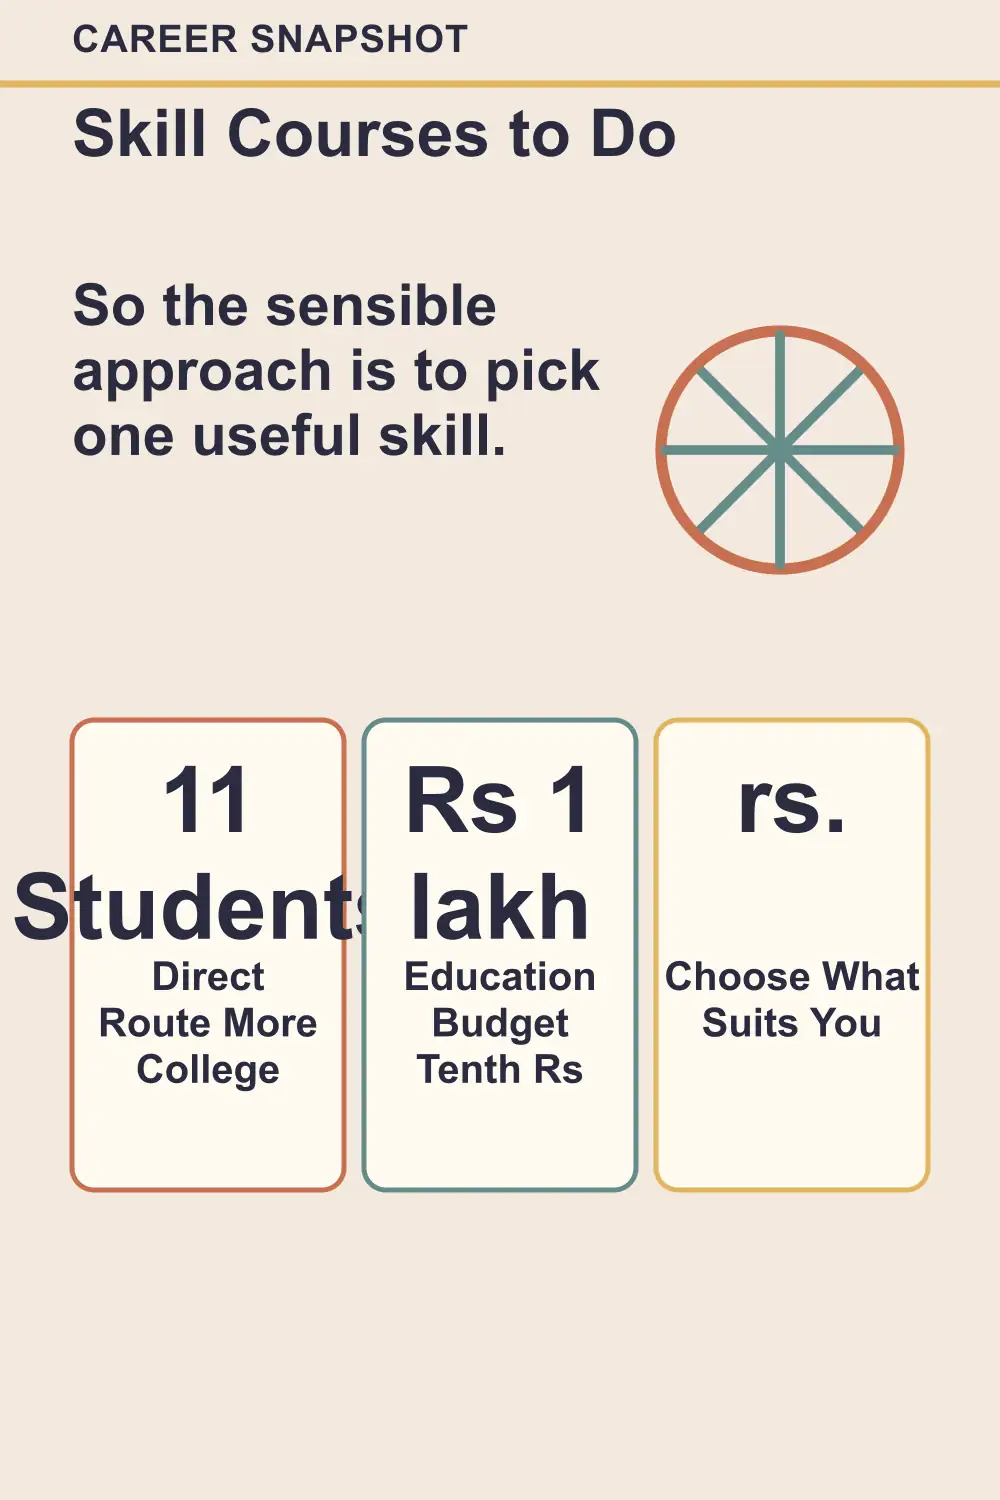 CAREER SNAPSHOT
Skill Courses to Do
So the sensible
approach is to pick
one useful skill.
11
Students
Direct
Route More
College
Rs 1
lakh
Education
Budget
Tenth Rs
rs.
Choose What
Suits You